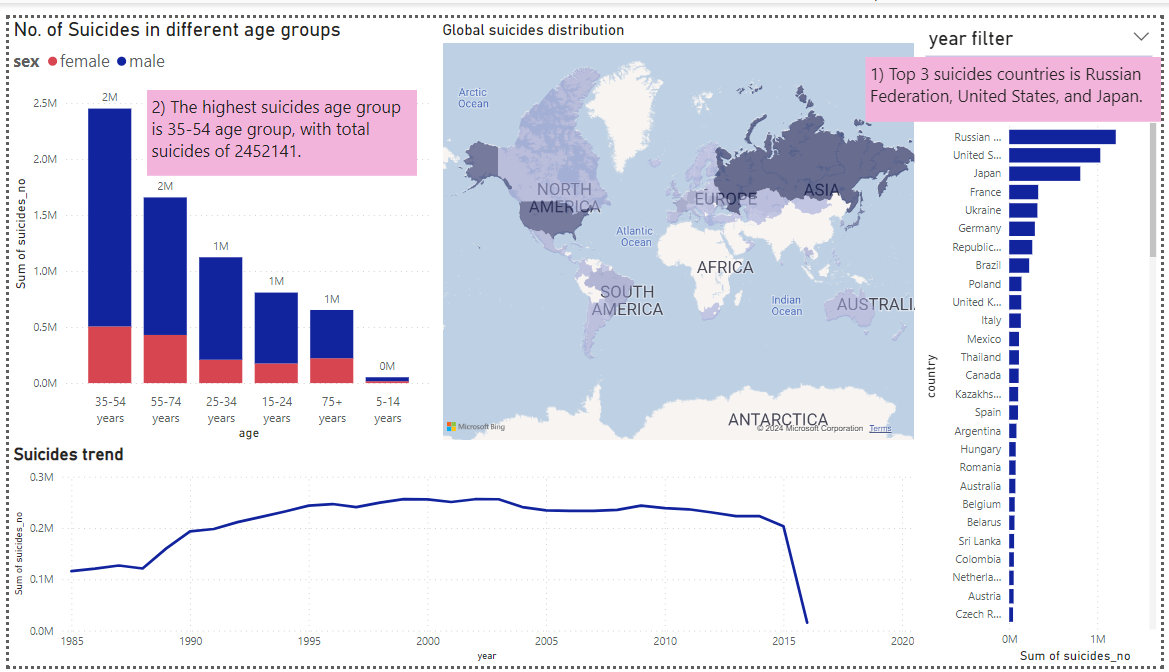 No. of Suicides in different age groups
sex female male
2M
2M
1M
1M
1M
0M
2.5M
2.0M
1.5M
1.0M
0.5M
0.0M
Sum of suicides_no
35-54 years
55-74 years
25-34 years
15-24 years
75+ years
5-14 years
age
2) The highest suicides age group
is 35-54 age group, with total
suicides of 2452141.
Global suicides distribution
Arctic
Ocean
NORTH
AMERICA
EUROPE
ASIA
Atlantic
Ocean
AFRICA
SOUTH
AMERICA
Indian
Ocean
AUSTRALI
ANTARCTICA
Microsoft Bing
© 2024 Microsoft Corporation Terms
year filter
1) Top 3 suicides countries is Russian
Federation, United States, and Japan.
Russian ...
United S...
Japan
France
Ukraine
Germany
Republic...
Brazil
Poland
United K...
Italy
Mexico
Thailand
Canada
Kazakhs...
Spain
Argentina
Hungary
Romania
Australia
Belgium
Belarus
Sri Lanka
Colombia
Netherla...
Austria
Czech R...
country
0M 1M
Sum of suicides_no
Suicides trend
0.3M
0.2M
0.1M
0.0M
Sum of suicides_no
1985 1990 1995 2000 2005 2010 2015 2020
year